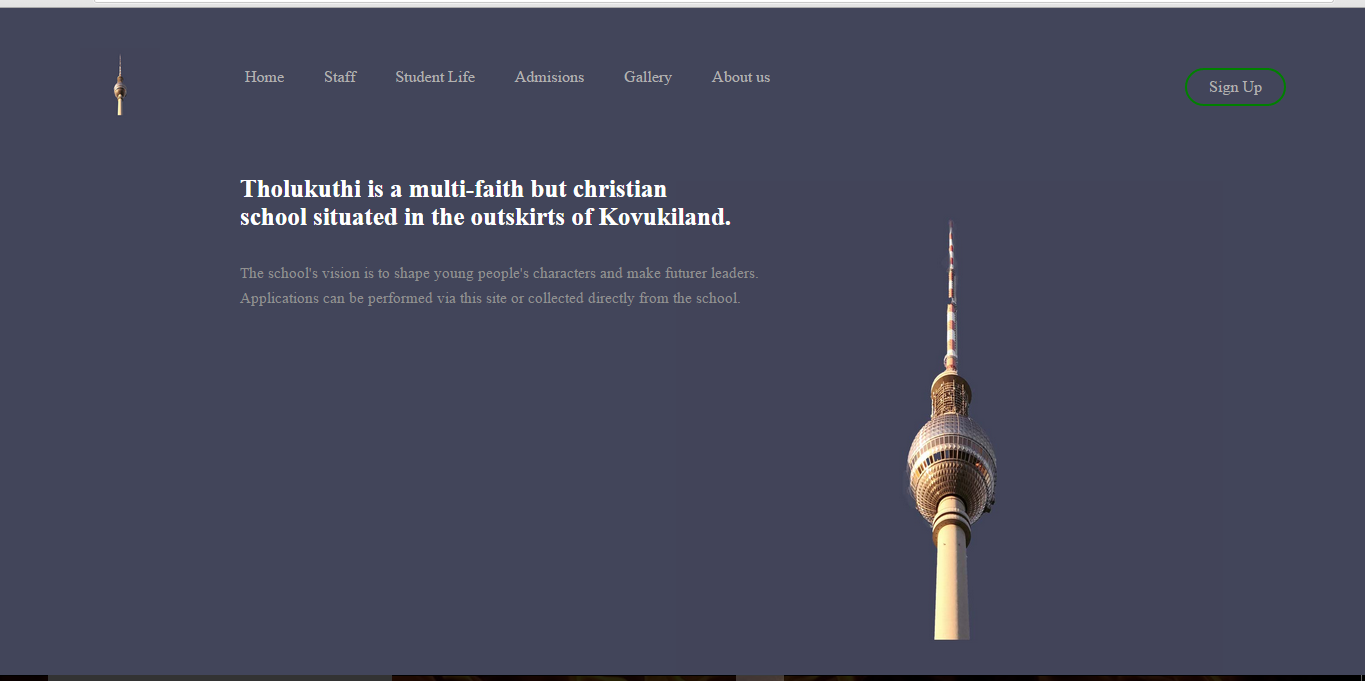 Home Staff Student Life Admisions Gallery About us Sign Up
Tholukuthi is a multi-faith but christian
school situated in the outskirts of Kovukiland.
The school's vision is to shape young people's characters and make futurer leaders.
Applications can be performed via this site or collected directly from the school.